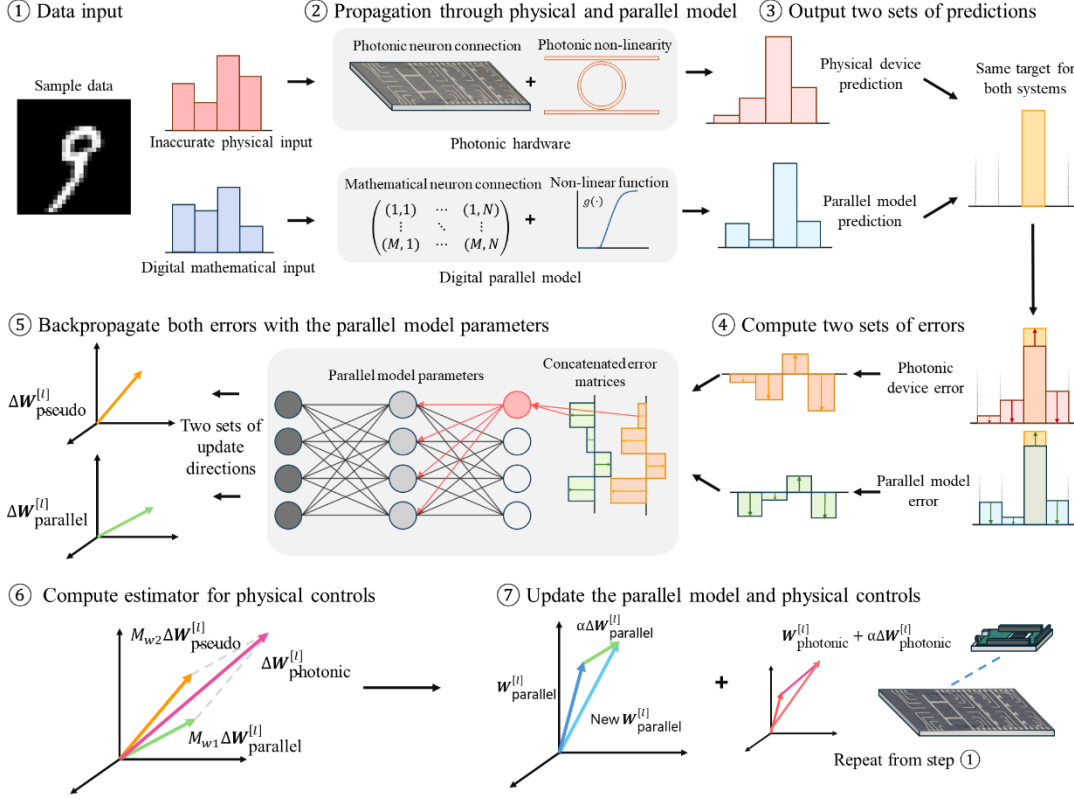 ① Data input
② Propagation through physical and parallel model
③ Output two sets of predictions
Sample data
Inaccurate physical input
Digital mathematical input
Photonic neuron connection
+
Photonic non-linearity
Photonic hardware
Mathematical neuron connection
(1,1) ⋯ (1, N)
⋮ ⋱ ⋮
(M, 1) ⋯ (M, N
+
Non-linear function
g(·)
Digital parallel model
Physical device
prediction
Parallel model
prediction
Same target for
both systems
④ Compute two sets of errors
Photonic
device error
Parallel model
error
⑤ Backpropagate both errors with the parallel model parameters
Parallel model parameters
Concatenated error
matrices
Two sets of
update
directions
ΔW[l]pseudo
ΔW[l]parallel
⑥ Compute estimator for physical controls
Mw2ΔW[l]pseudo
ΔW[l]photonic
Mw1ΔW[l]parallel
⑦ Update the parallel model and physical controls
αΔW[l]parallel
W[l]parallel
New W[l]parallel
+
W[l]photonic + αΔW[l]photonic
Repeat from step ①